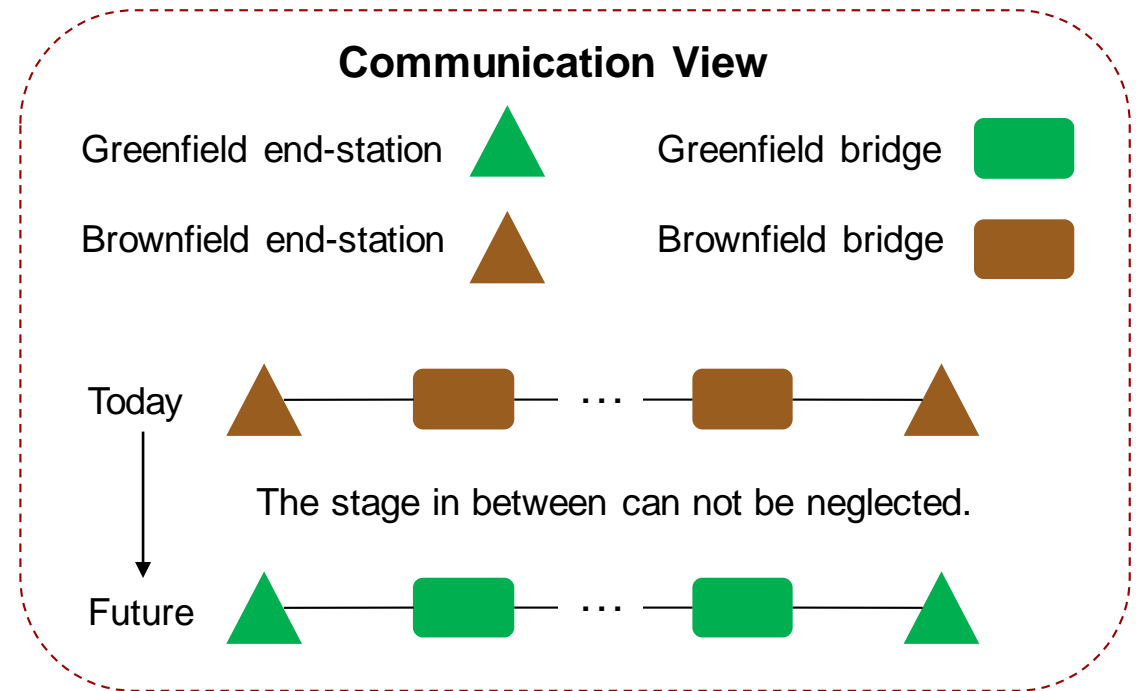 Communication View
Greenfield end-station
Greenfield bridge
Brownfield end-station
Brownfield bridge
Today
...
The stage in between can not be neglected.
Future
...